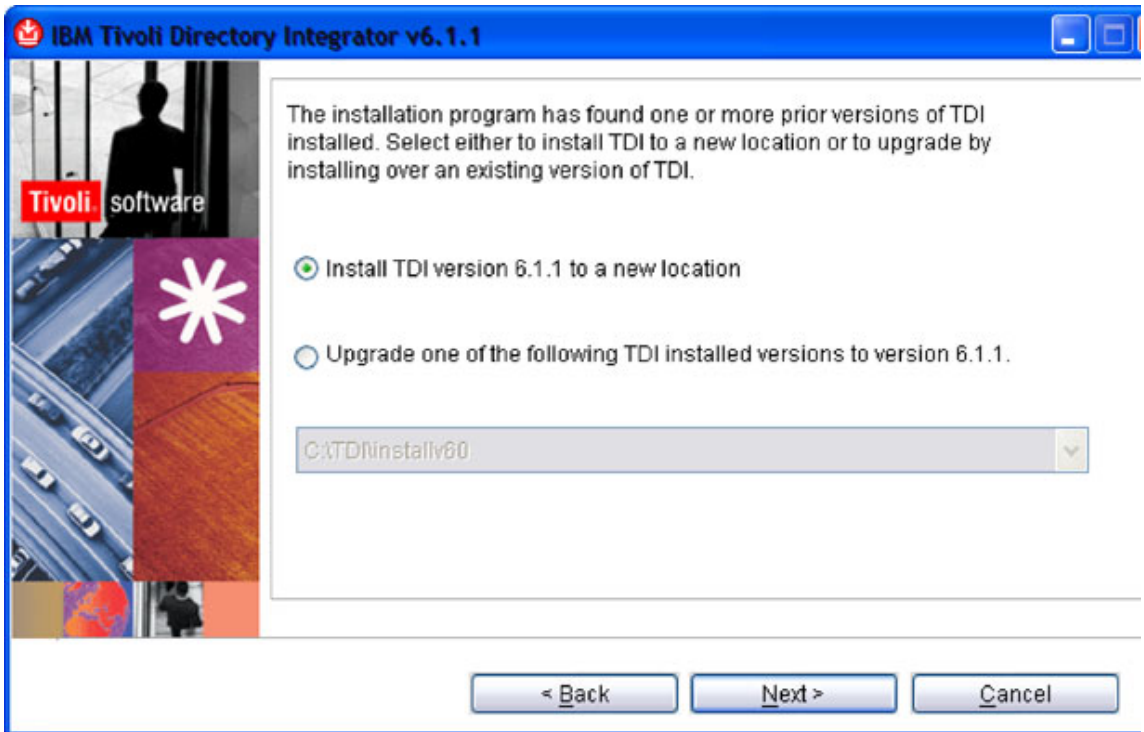 IBM Tivoli Directory Integrator v6.1.1
The installation program has found one or more prior versions of TDI
installed. Select either to install TDI to a new location or to upgrade by
installing over an existing version of TDI.
Tivoli. software
Install TDI version 6.1.1 to a new location
Upgrade one of the following TDI installed versions to version 6.1.1.
C:\TDI\installv60
< Back
Next >
Cancel